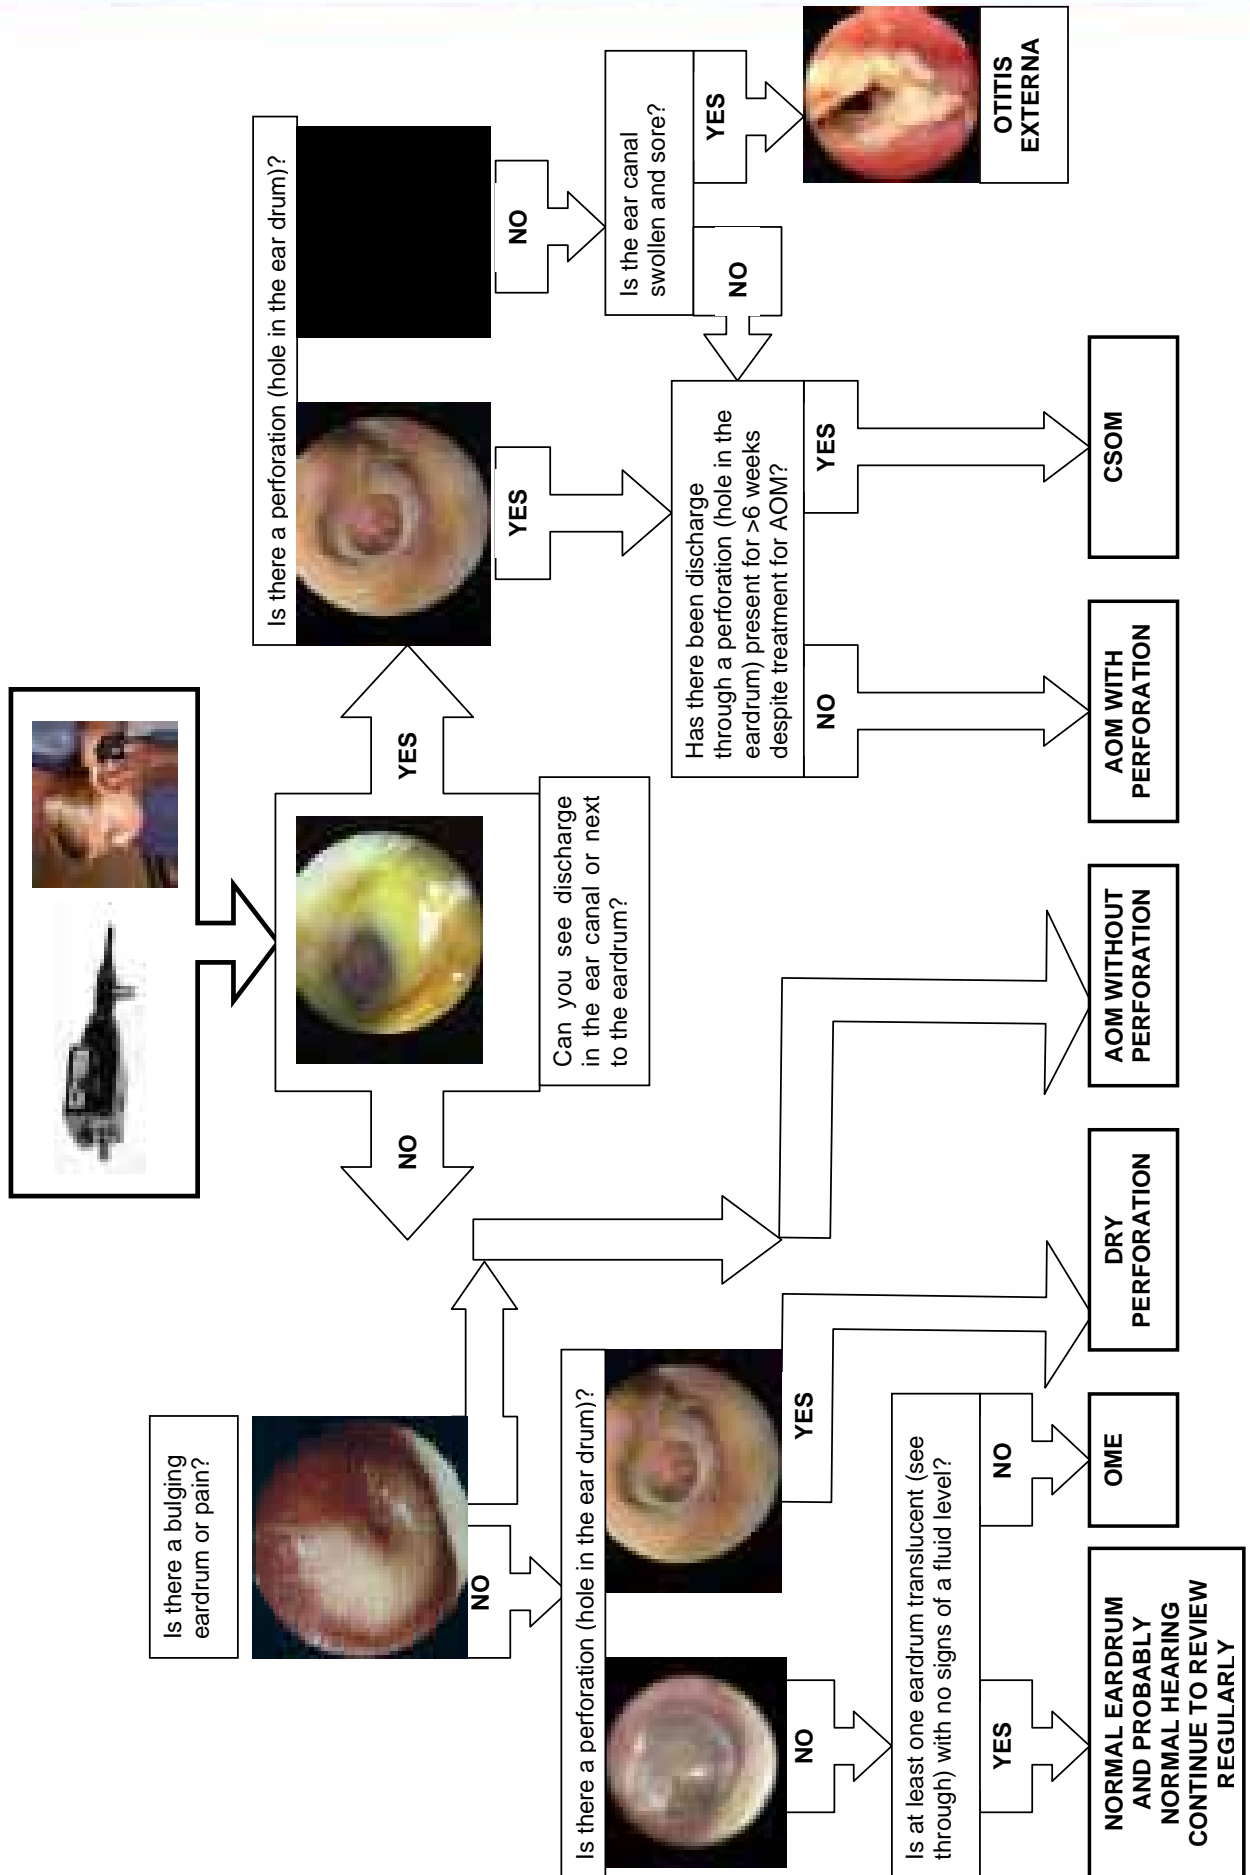 Can you see discharge
in the ear canal or next
to the eardrum?
NO
YES
Is there a bulging
eardrum or pain?
NO
Is there a perforation (hole in the ear drum)?
NO
YES
Is at least one eardrum translucent (see
through) with no signs of a fluid level?
YES
NO
NORMAL EARDRUM
AND PROBABLY
NORMAL HEARING
CONTINUE TO REVIEW
REGULARLY
OME
DRY
PERFORATION
AOM WITHOUT
PERFORATION
Is there a perforation (hole in the ear drum)?
YES
NO
Is the ear canal
swollen and sore?
NO
YES
OTITIS
EXTERNA
Has there been discharge
through a perforation (hole in the
eardrum) present for >6 weeks
despite treatment for AOM?
NO
YES
AOM WITH
PERFORATION
CSOM